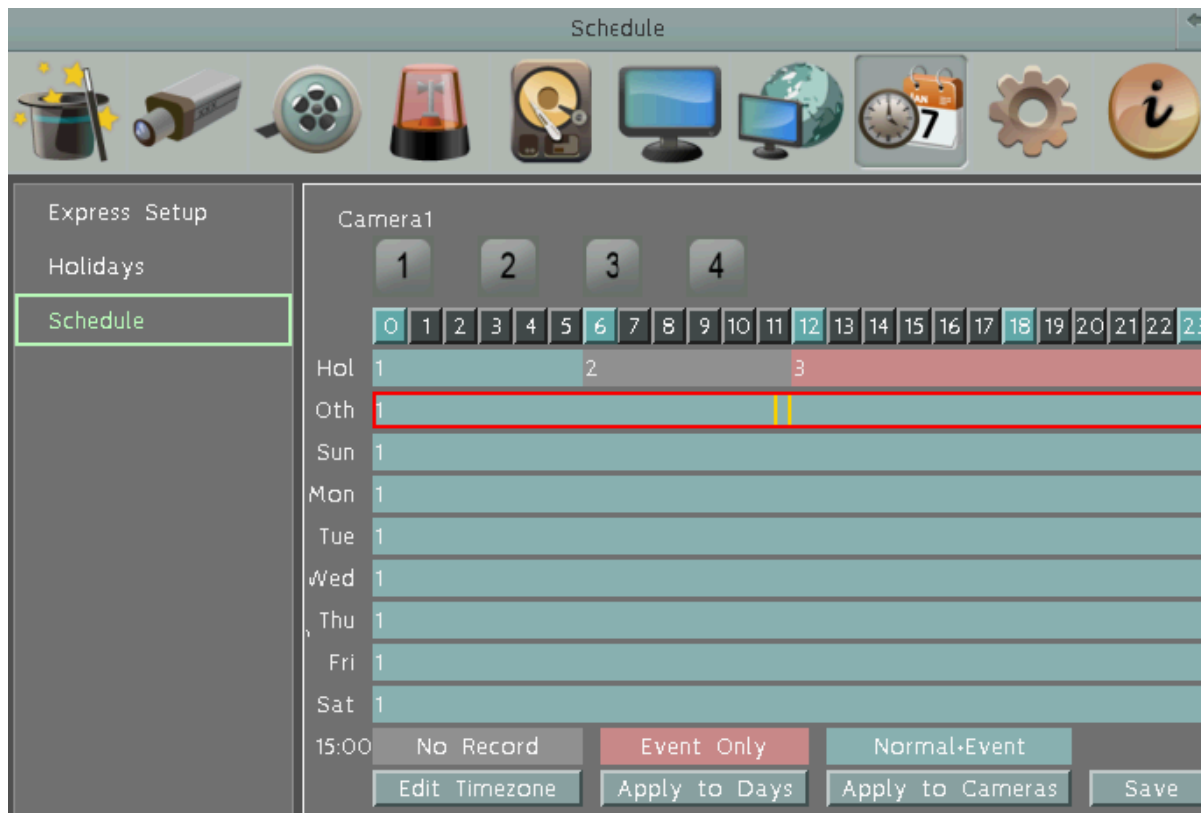 Schedule
JAN
7
i
Express Setup
Holidays
Schedule
Camera1
1 2 3 4
0 1 2 3 4 5 6 7 8 9 10 11 12 13 14 15 16 17 18 19 20 21 22
Hol 1 2 3
Oth 1
Sun 1
Mon 1
Tue 1
Wed 1
Thu 1
Fri 1
Sat 1
15:00 No Record Event Only Normal+Event
Edit Timezone Apply to Days Apply to Cameras Save